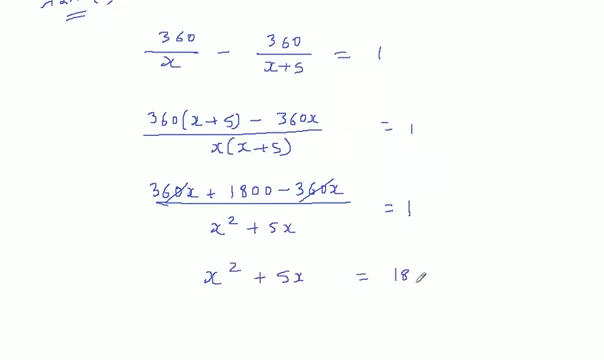 360/x - 360/x+5 = 1
360(x+5) - 360x / x(x+5) = 1
360x + 1800 - 360x / x² + 5x = 1
x² + 5x = 18